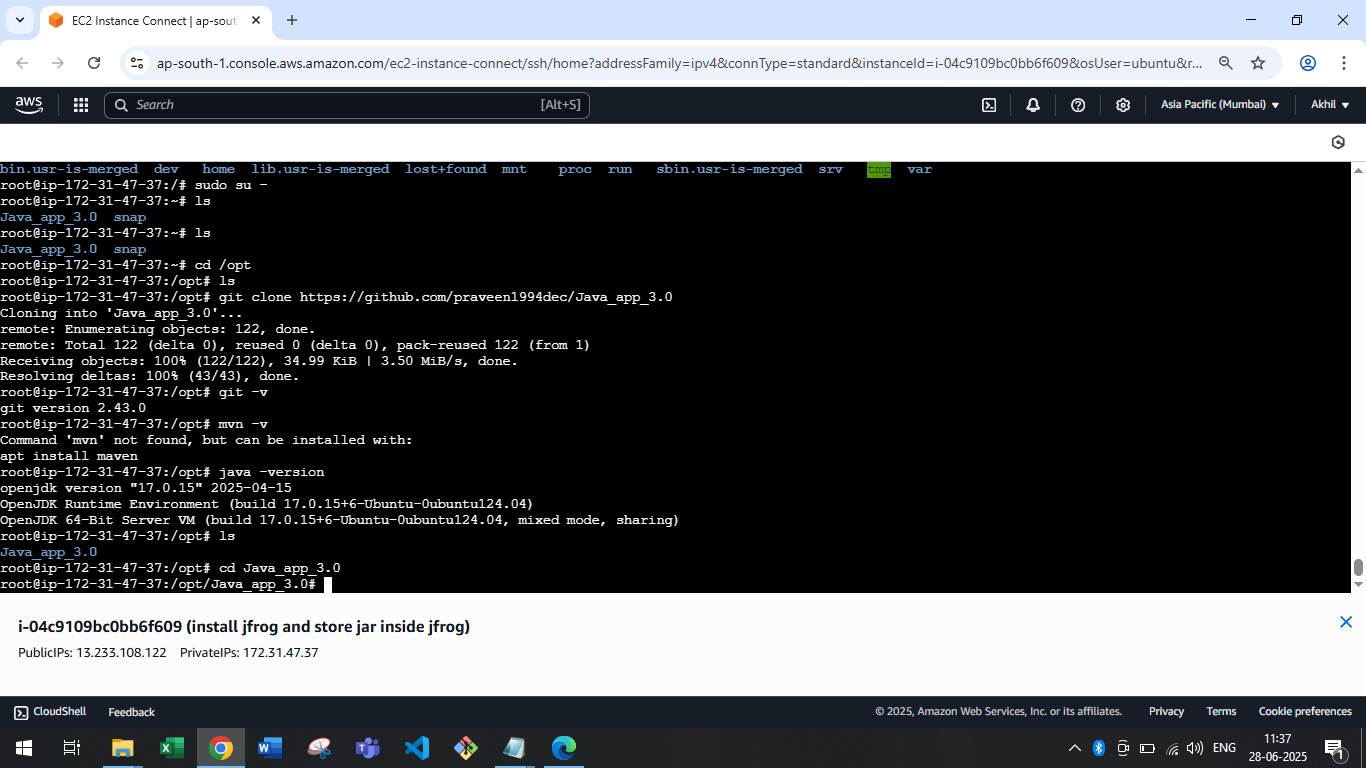 EC2 Instance Connect | ap-sout
ap-south-1.console.aws.amazon.com/ec2-instance-connect/ssh/home?addressFamily=ipv4&connType=standard&instanceId=i-04c9109bc0bb6f609&osUser=ubuntu&r...
aws Search [Alt+S] Asia Pacific (Mumbai) Akhil
bin.usr-is-merged dev home lib.usr-is-merged lost+found mnt proc run sbin.usr-is-merged srv tmp var
root@ip-172-31-47-37:/# sudo su -
root@ip-172-31-47-37:~# ls
Java_app_3.0 snap
root@ip-172-31-47-37:~# ls
Java_app_3.0 snap
root@ip-172-31-47-37:~# cd /opt
root@ip-172-31-47-37:/opt# ls
root@ip-172-31-47-37:/opt# git clone https://github.com/praveen1994dec/Java_app_3.0
Cloning into 'Java_app_3.0'...
remote: Enumerating objects: 122, done.
remote: Total 122 (delta 0), reused 0 (delta 0), pack-reused 122 (from 1)
Receiving objects: 100% (122/122), 34.99 KiB | 3.50 MiB/s, done.
Resolving deltas: 100% (43/43), done.
root@ip-172-31-47-37:/opt# git -v
git version 2.43.0
root@ip-172-31-47-37:/opt# mvn -v
Command 'mvn' not found, but can be installed with:
apt install maven
root@ip-172-31-47-37:/opt# java -version
openjdk version "17.0.15" 2025-04-15
OpenJDK Runtime Environment (build 17.0.15+6-Ubuntu-0ubuntu124.04)
OpenJDK 64-Bit Server VM (build 17.0.15+6-Ubuntu-0ubuntu124.04, mixed mode, sharing)
root@ip-172-31-47-37:/opt# ls
Java_app_3.0
root@ip-172-31-47-37:/opt# cd Java_app_3.0
root@ip-172-31-47-37:/opt/Java_app_3.0#
i-04c9109bc0bb6f609 (install jfrog and store jar inside jfrog)
PublicIPs: 13.233.108.122 PrivateIPs: 172.31.47.37
CloudShell Feedback © 2025, Amazon Web Services, Inc. or its affiliates. Privacy Terms Cookie preferences
ENG 11:37
28-06-2025
1